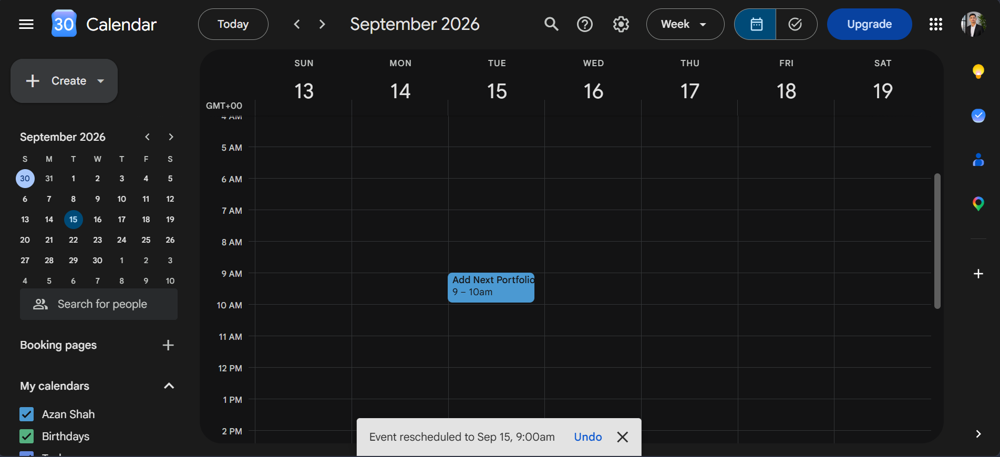 30 Calendar
Today
September 2026
Week
Upgrade
Create
September 2026
S M T W T F S
30 31 1 2 3 4 5
6 7 8 9 10 11 12
13 14 15 16 17 18 19
20 21 22 23 24 25 26
27 28 29 30 1 2 3
4 5 6 7 8 9 10
Search for people
Booking pages
My calendars
Azan Shah
Birthdays
SUN MON TUE WED THU FRI SAT
13 14 15 16 17 18 19
GMT+00
4 AM
5 AM
6 AM
7 AM
8 AM
9 AM
Add Next Portfolio
9 – 10am
10 AM
11 AM
12 PM
1 PM
2 PM
Event rescheduled to Sep 15, 9:00am Undo